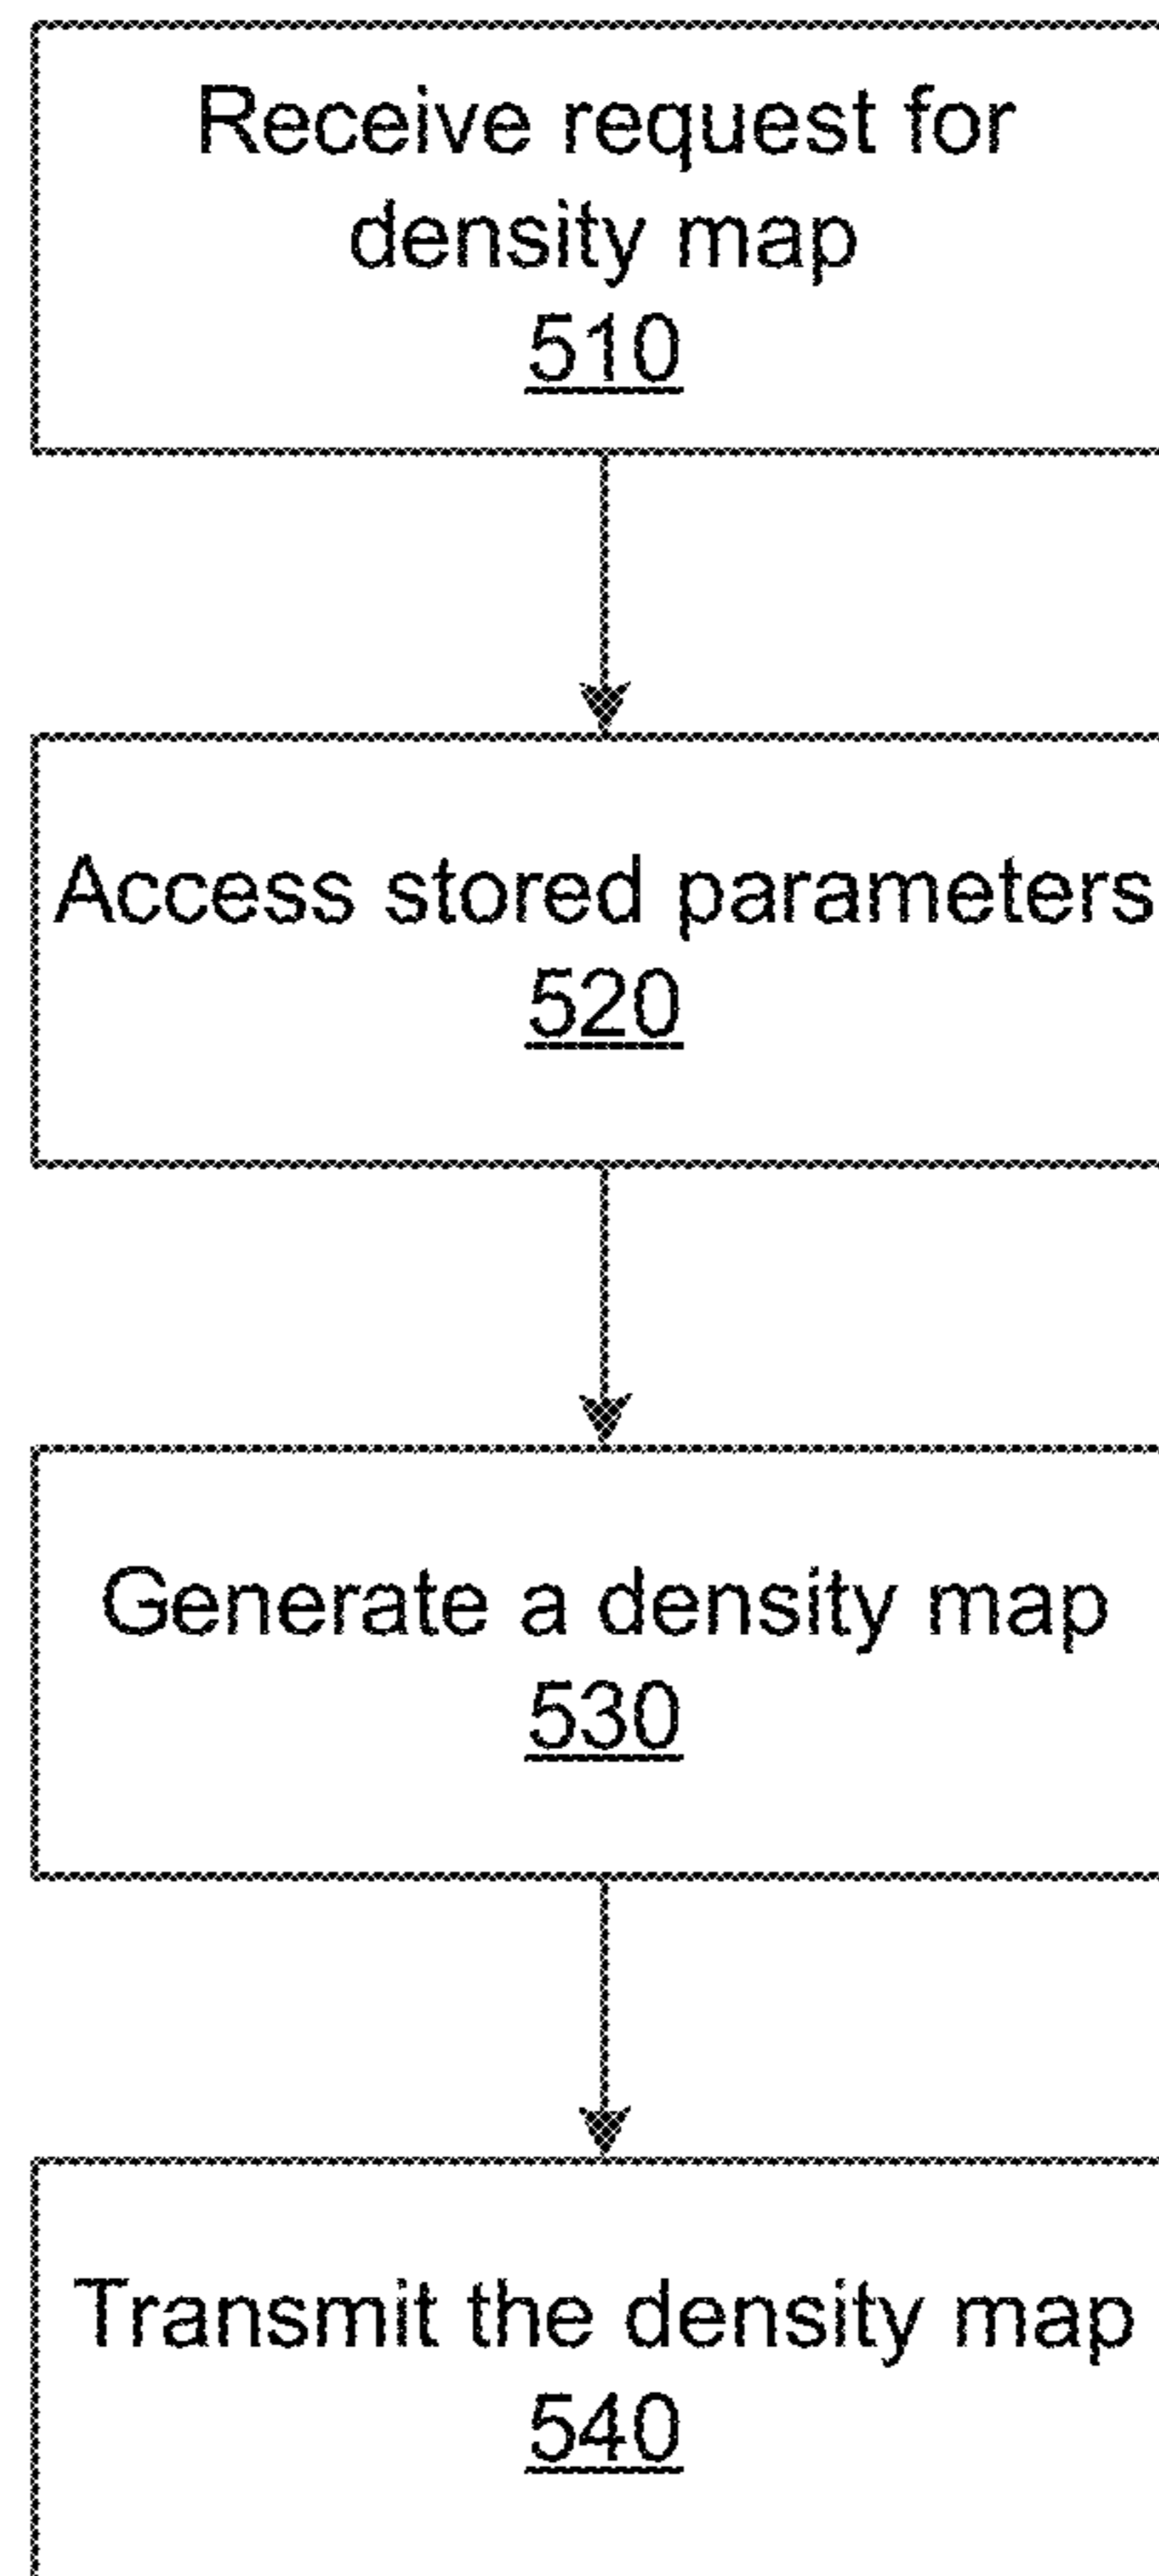 Receive request for
density map
510
Access stored parameters
520
Generate a density map
530
Transmit the density map
540